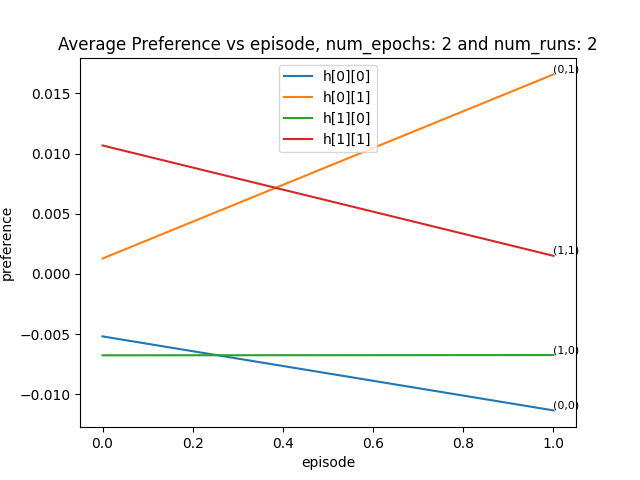 Average Preference vs episode, num_epochs: 2 and num_runs: 2
h[0][0]
h[0][1]
h[1][0]
h[1][1]
(0,1)
(1,1)
(1,0)
(0,0)
preference
0.015
0.010
0.005
0.000
−0.005
−0.010
0.0 0.2 0.4 0.6 0.8 1.0
episode